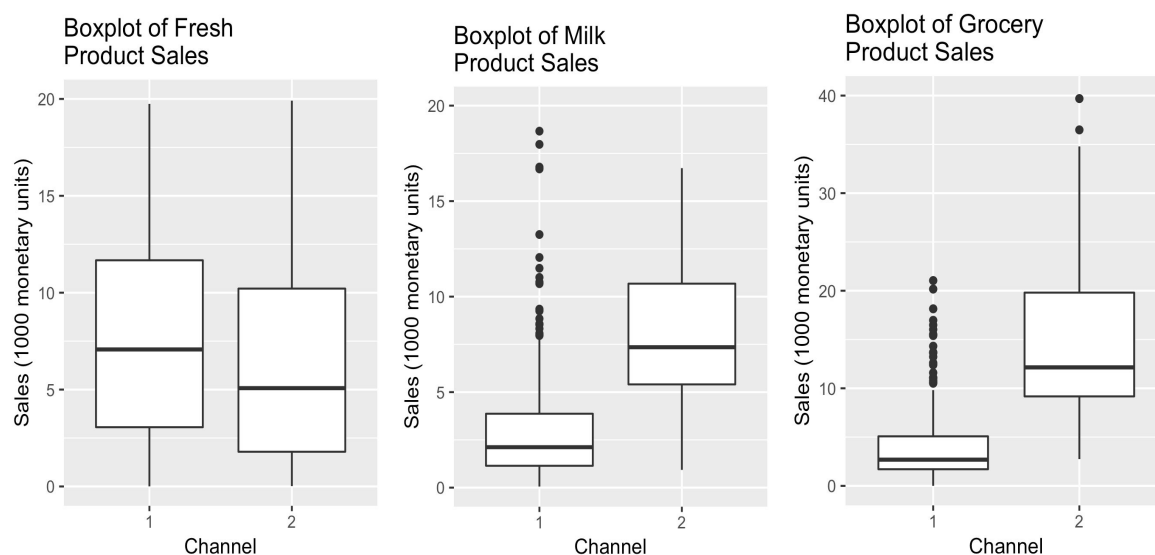 Boxplot of Fresh
Product Sales
Sales (1000 monetary units)
20
15
10
5
0
1
2
Channel
Boxplot of Milk
Product Sales
Sales (1000 monetary units)
20
15
10
5
0
1
2
Channel
Boxplot of Grocery
Product Sales
Sales (1000 monetary units)
40
30
20
10
0
1
2
Channel